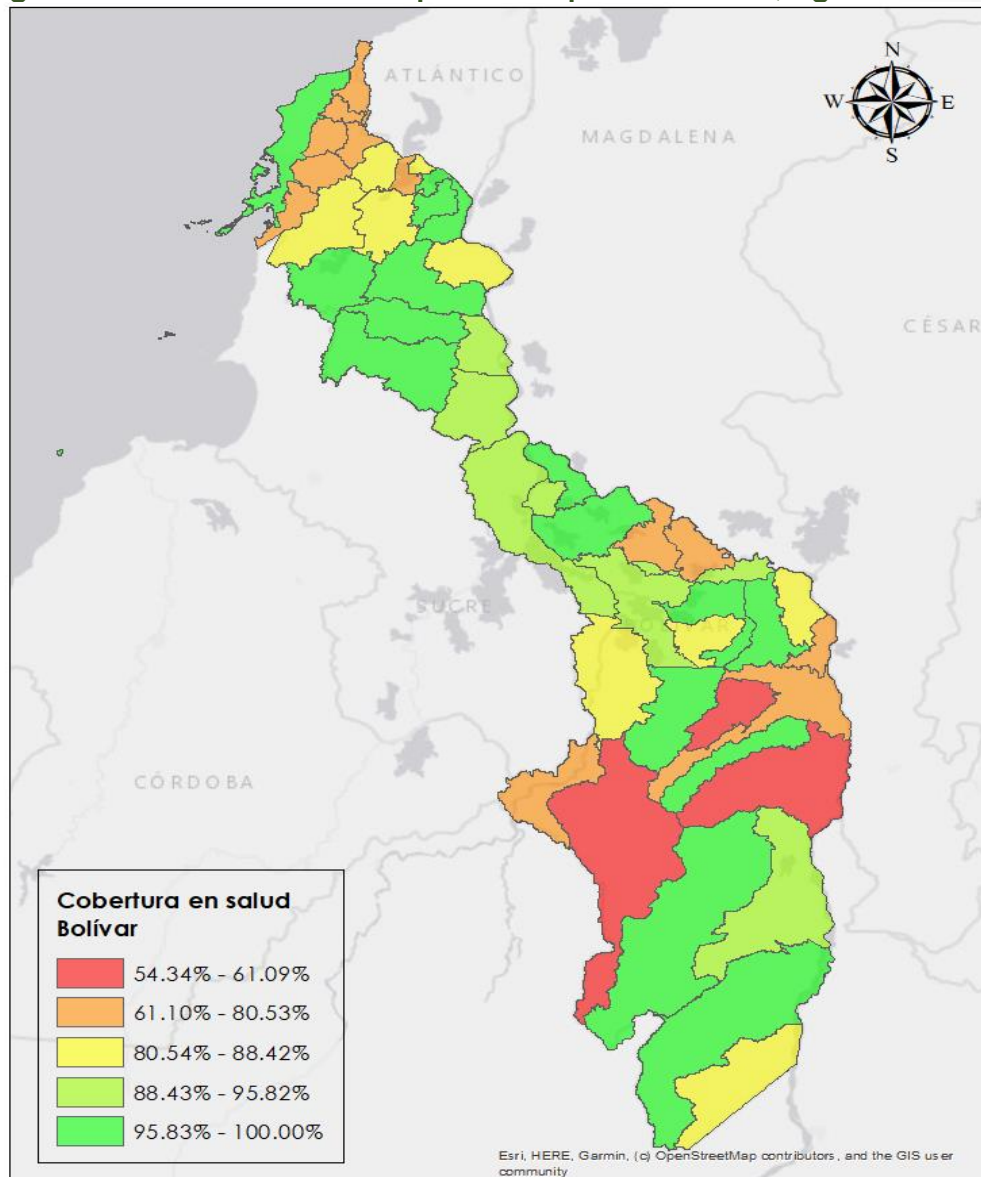 N
ATLÁNTICO
W E
S
MAGDALENA
CÉSAR
SUCRE
BOLÍVAR
CÓRDOBA
Cobertura en salud
Bolívar
54.34% - 61.09%
61.10% - 80.53%
80.54% - 88.42%
88.43% - 95.82%
95.83% - 100.00%
Esri, HERE, Garmin, (c) OpenStreetMap contributors, and the GIS user
community